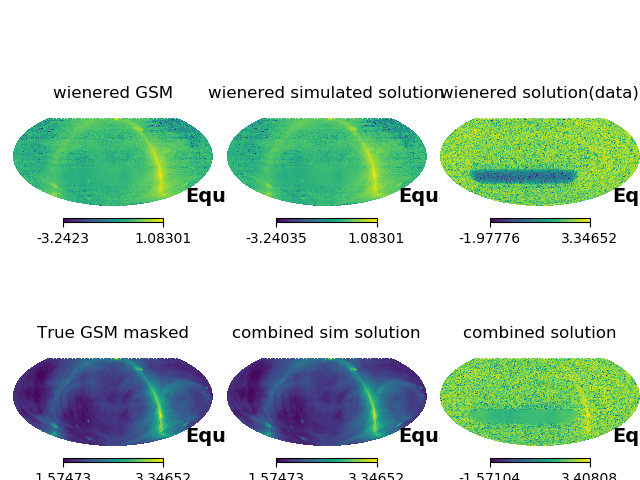 wienered GSM wienered simulated solution wienered solution(data)
Equ Equ Eq
-3.2423 1.08301 -3.24035 1.08301 -1.97776 3.34652
True GSM masked combined sim solution combined solution
Equ Equ Eq
1.57473 3.34652 1.57473 3.34652 -1.57104 3.40808